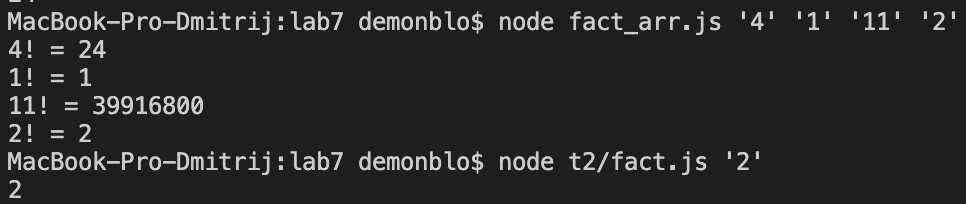 MacBook-Pro-Dmitrij:lab7 demonblo$ node fact_arr.js '4' '1' '11' '2'
4! = 24
1! = 1
11! = 39916800
2! = 2
MacBook-Pro-Dmitrij:lab7 demonblo$ node t2/fact.js '2'
2